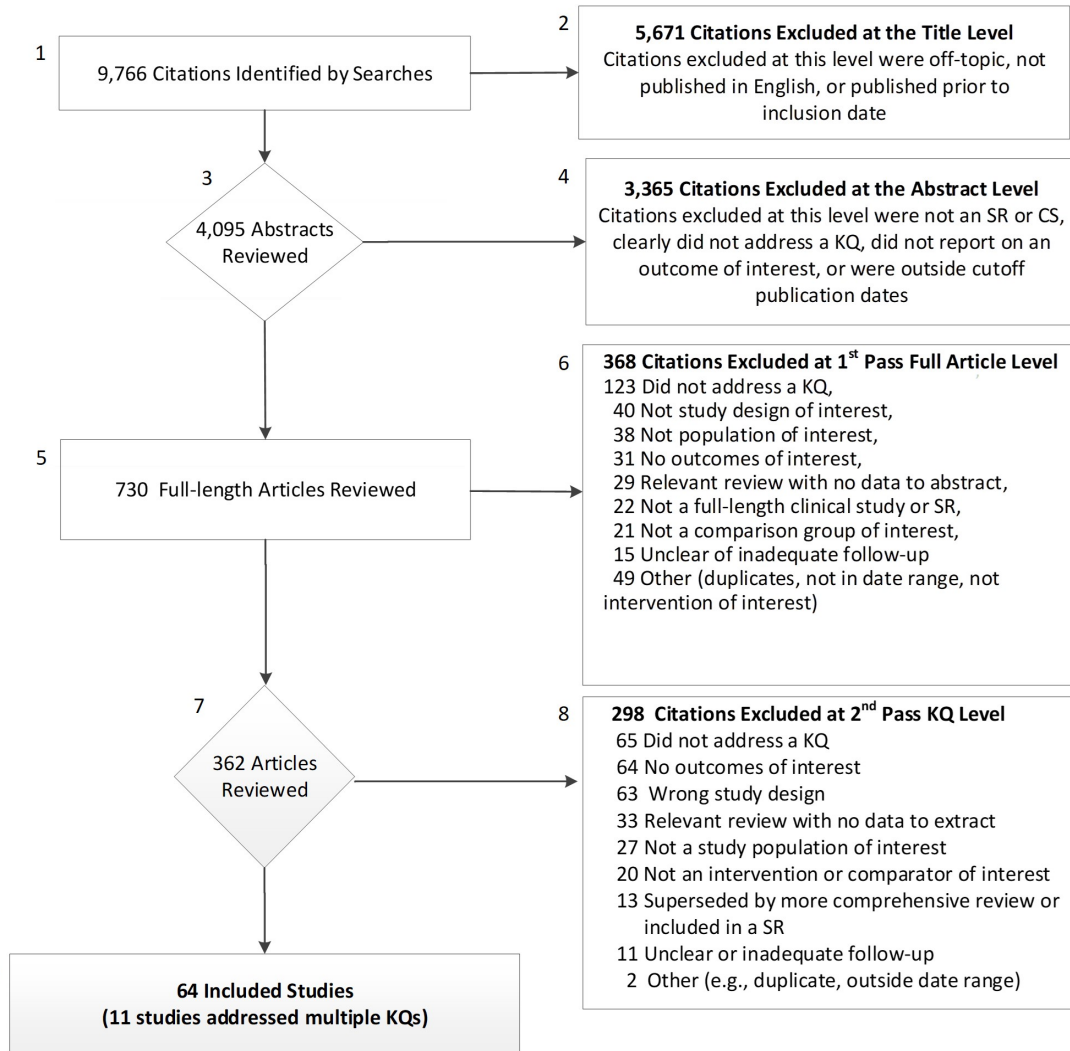 1
9,766 Citations Identified by Searches
2
5,671 Citations Excluded at the Title Level
Citations excluded at this level were off-topic, not
published in English, or published prior to
inclusion date
3
4,095 Abstracts
Reviewed
4
3,365 Citations Excluded at the Abstract Level
Citations excluded at this level were not an SR or CS,
clearly did not address a KQ, did not report on an
outcome of interest, or were outside cutoff
publication dates
5
730 Full-length Articles Reviewed
6
368 Citations Excluded at 1st Pass Full Article Level
123 Did not address a KQ,
40 Not study design of interest,
38 Not population of interest,
31 No outcomes of interest,
29 Relevant review with no data to abstract,
22 Not a full-length clinical study or SR,
21 Not a comparison group of interest,
15 Unclear of inadequate follow-up
49 Other (duplicates, not in date range, not
intervention of interest)
7
362 Articles
Reviewed
8
298 Citations Excluded at 2nd Pass KQ Level
65 Did not address a KQ
64 No outcomes of interest
63 Wrong study design
33 Relevant review with no data to extract
27 Not a study population of interest
20 Not an intervention or comparator of interest
13 Superseded by more comprehensive review or
included in a SR
11 Unclear or inadequate follow-up
2 Other (e.g., duplicate, outside date range)
64 Included Studies
(11 studies addressed multiple KQs)